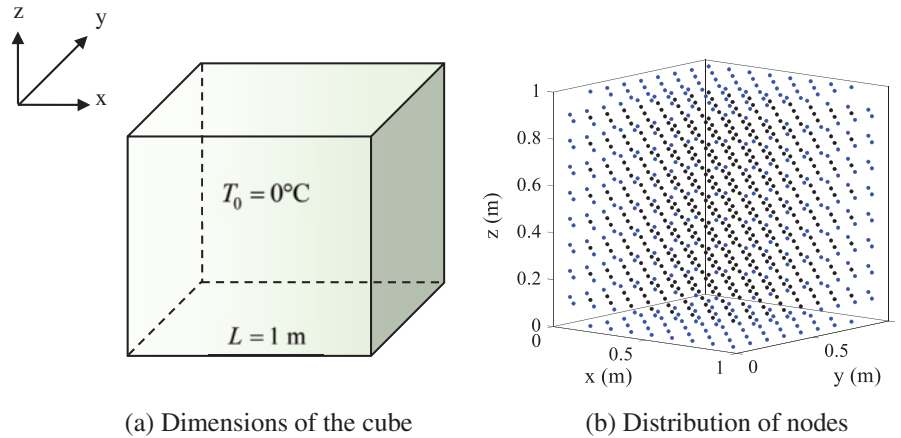 z
y
x
T₀ = 0°C
L = 1 m
(a) Dimensions of the cube
1
0.8
0.6
0.4
0.2
0
z (m)
0
0.5
1
x (m)
0
0.5
y (m)
(b) Distribution of nodes